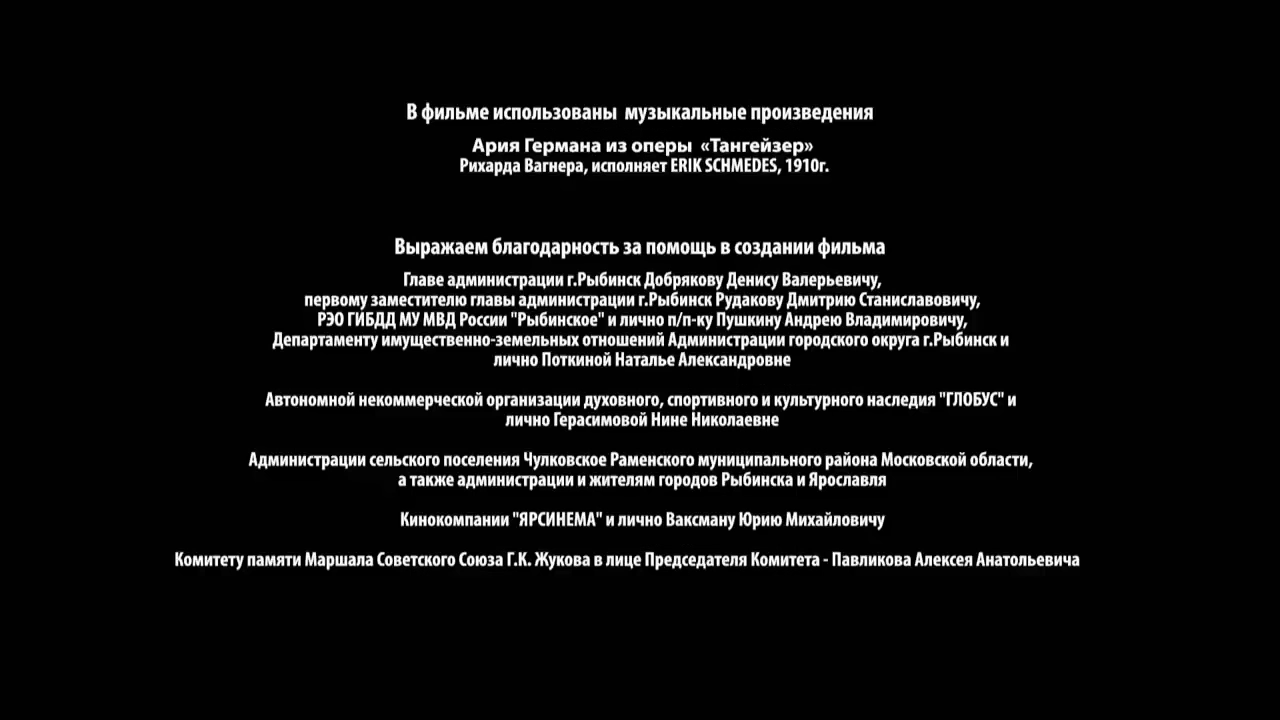 В фильме использованы музыкальные произведения
Ария Германа из оперы «Тангейзер»
Рихарда Вагнера, исполняет ERIK SCHMEDES, 1910г.
Выражаем благодарность за помощь в создании фильма
Главе администрации г.Рыбинск Добрякову Денису Валерьевичу,
первому заместителю главы администрации г.Рыбинск Рудакову Дмитрию Станиславовичу,
РЭО ГИБДД МУ МВД России "Рыбинское" и лично п/п-ку Пушкину Андрею Владимировичу,
Департаменту имущественно-земельных отношений Администрации городского округа г.Рыбинск и
лично Поткиной Наталье Александровне
Автономной некоммерческой организации духовного, спортивного и культурного наследия "ГЛОБУС" и
лично Герасимовой Нине Николаевне
Администрации сельского поселения Чулковское Раменского муниципального района Московской области,
а также администрации и жителям городов Рыбинска и Ярославля
Кинокомпании "ЯРСИНЕМА" и лично Ваксману Юрию Михайловичу
Комитету памяти Маршала Советского Союза Г.К. Жукова в лице Председателя Комитета - Павликова Алексея Анатольевича